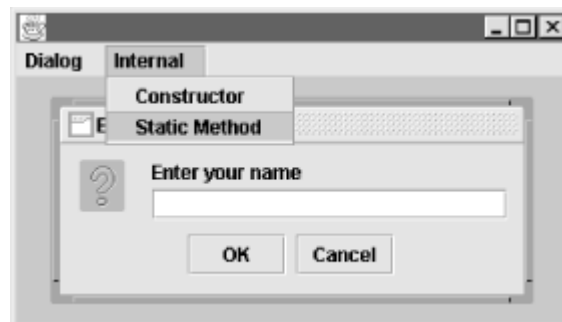 Dialog Internal
Constructor
Static Method
Enter your name
OK Cancel